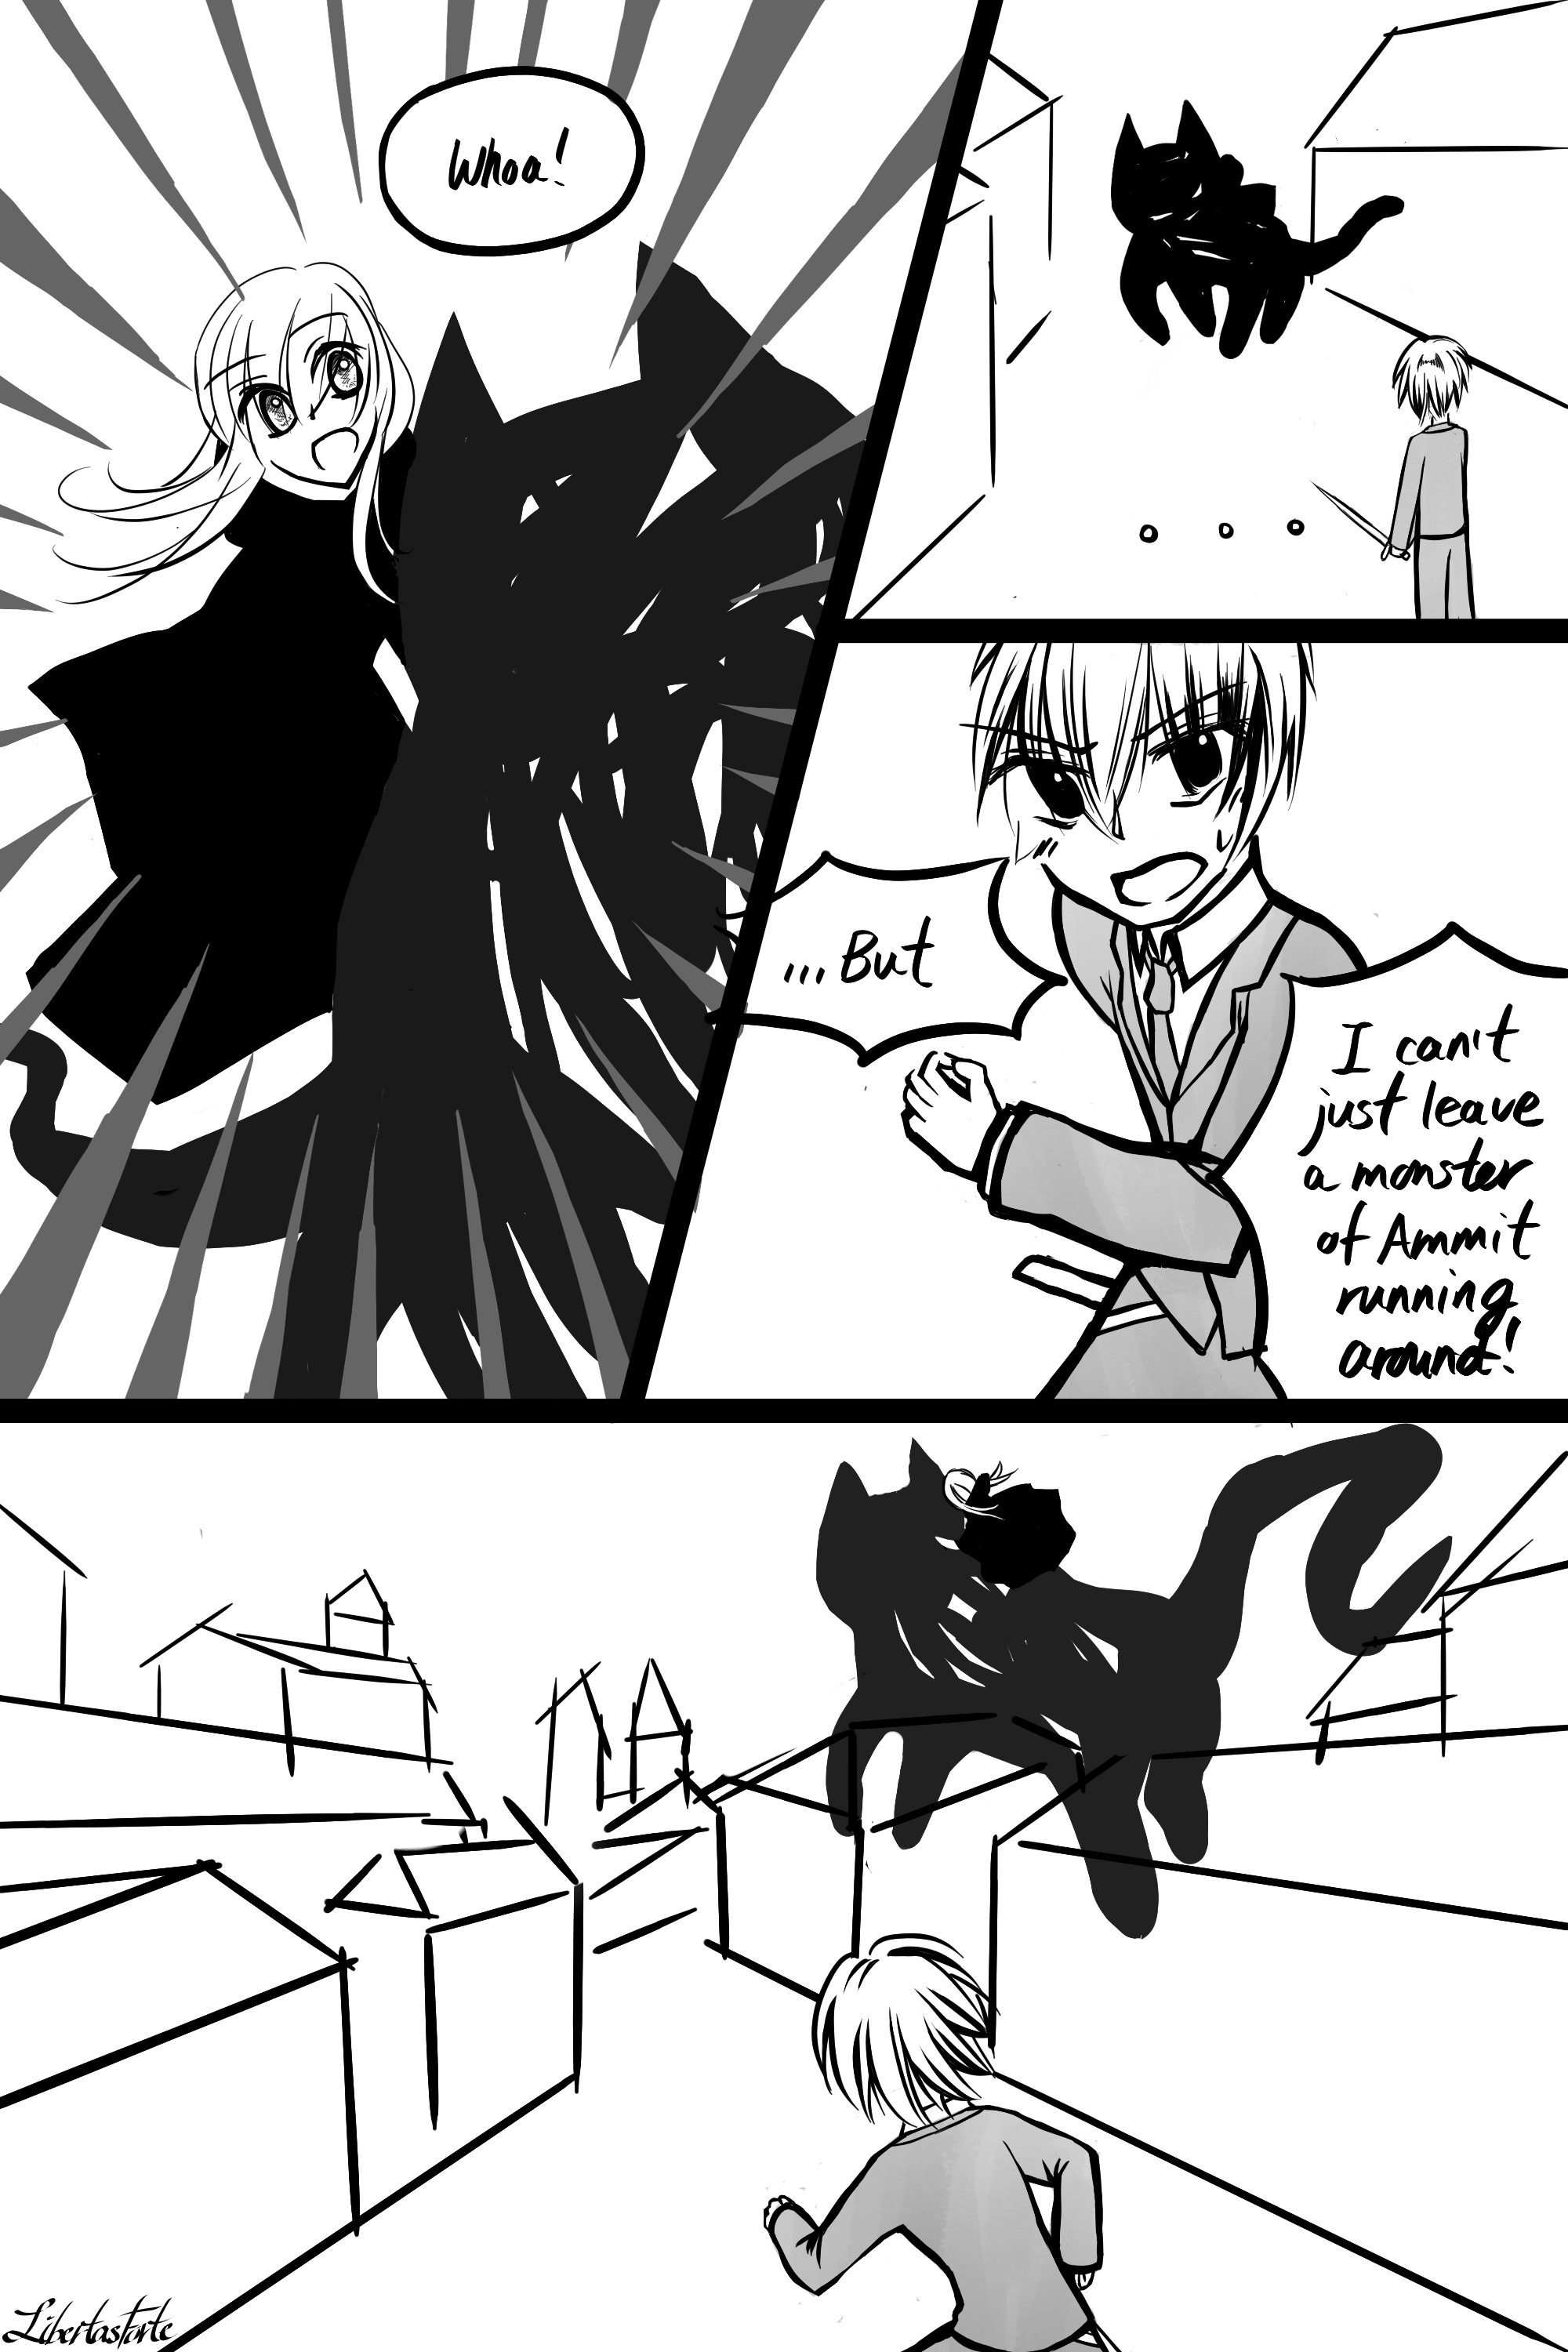 Whoa!
...But
I can't
just leave
a monster
of Ammit
running
around!
Libertasforte